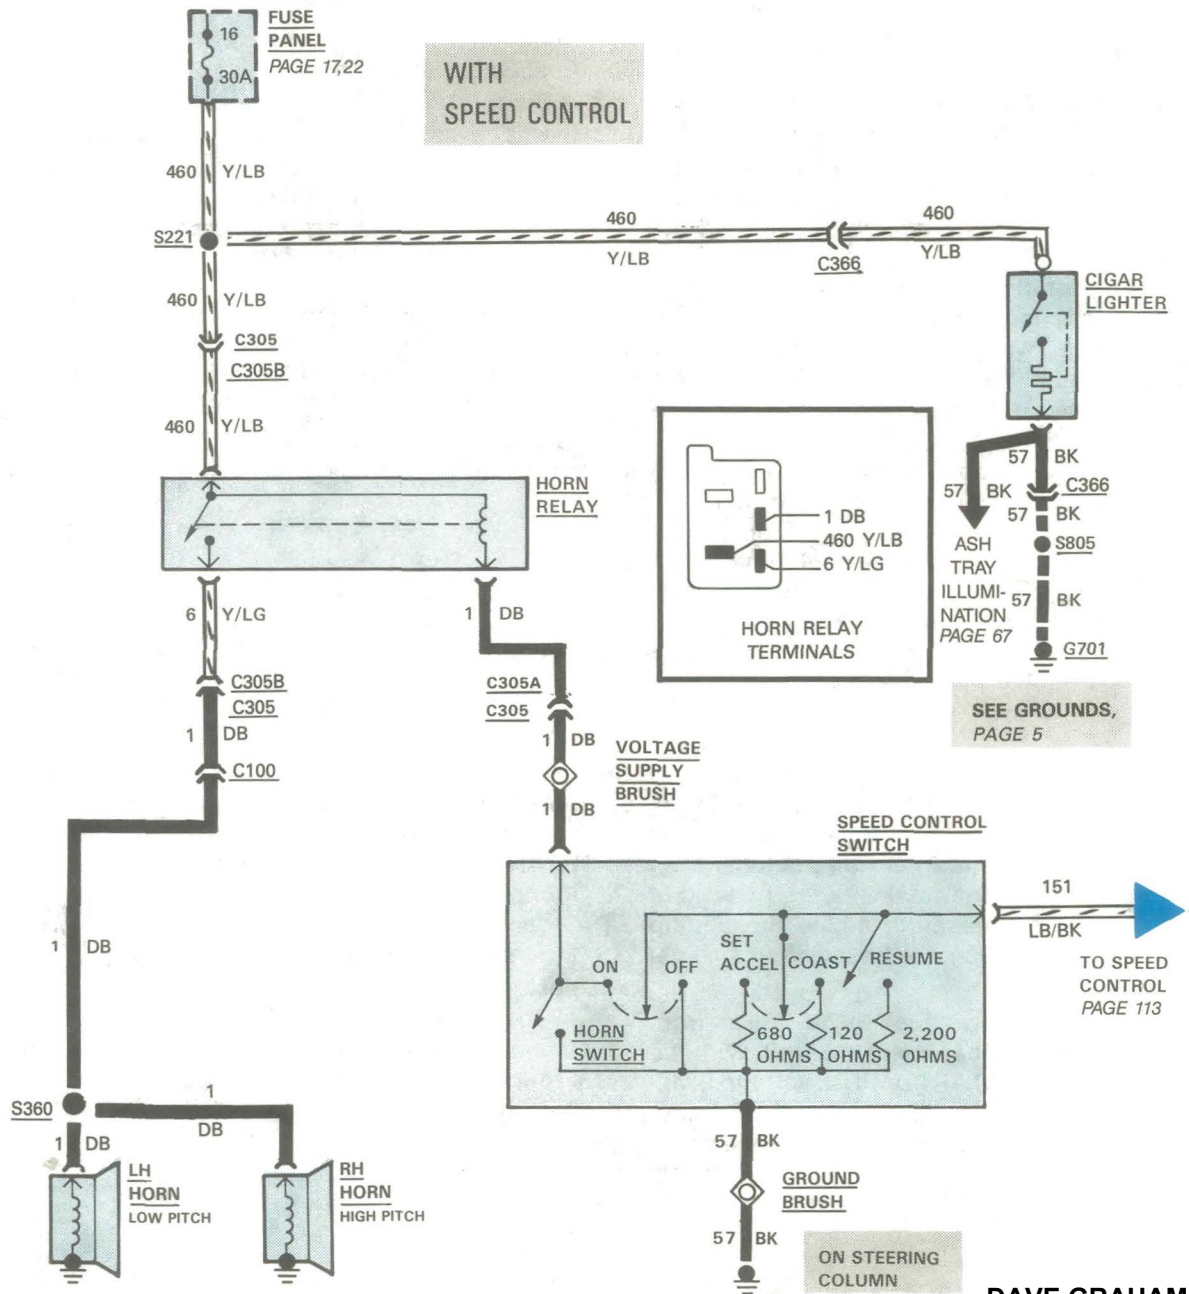 FUSE
PANEL
PAGE 17,22
16
30A
WITH
SPEED CONTROL
460 Y/LB
S221
460
Y/LB
C366
460
Y/LB
460 Y/LB
C305
C305B
CIGAR
LIGHTER
460 Y/LB
HORN
RELAY
57 BK
57 BK
C366
57 BK
S805
ASH
TRAY
ILLUMI-
NATION
PAGE 67
57 BK
G701
1 DB
460 Y/LB
6 Y/LG
HORN RELAY
TERMINALS
SEE GROUNDS,
PAGE 5
6 Y/LG
1 DB
C305B
C305
C305A
C305
1 DB
C100
1 DB
VOLTAGE
SUPPLY
BRUSH
1 DB
SPEED CONTROL
SWITCH
151
LB/BK
TO SPEED
CONTROL
PAGE 113
1 DB
ON
OFF
SET
ACCEL
COAST
RESUME
HORN
SWITCH
680
OHMS
120
OHMS
2,200
OHMS
S360
1
DB
1 DB
LH
HORN
LOW PITCH
RH
HORN
HIGH PITCH
57 BK
GROUND
BRUSH
57 BK
ON STEERING
COLUMN
DAVE GRAHAM